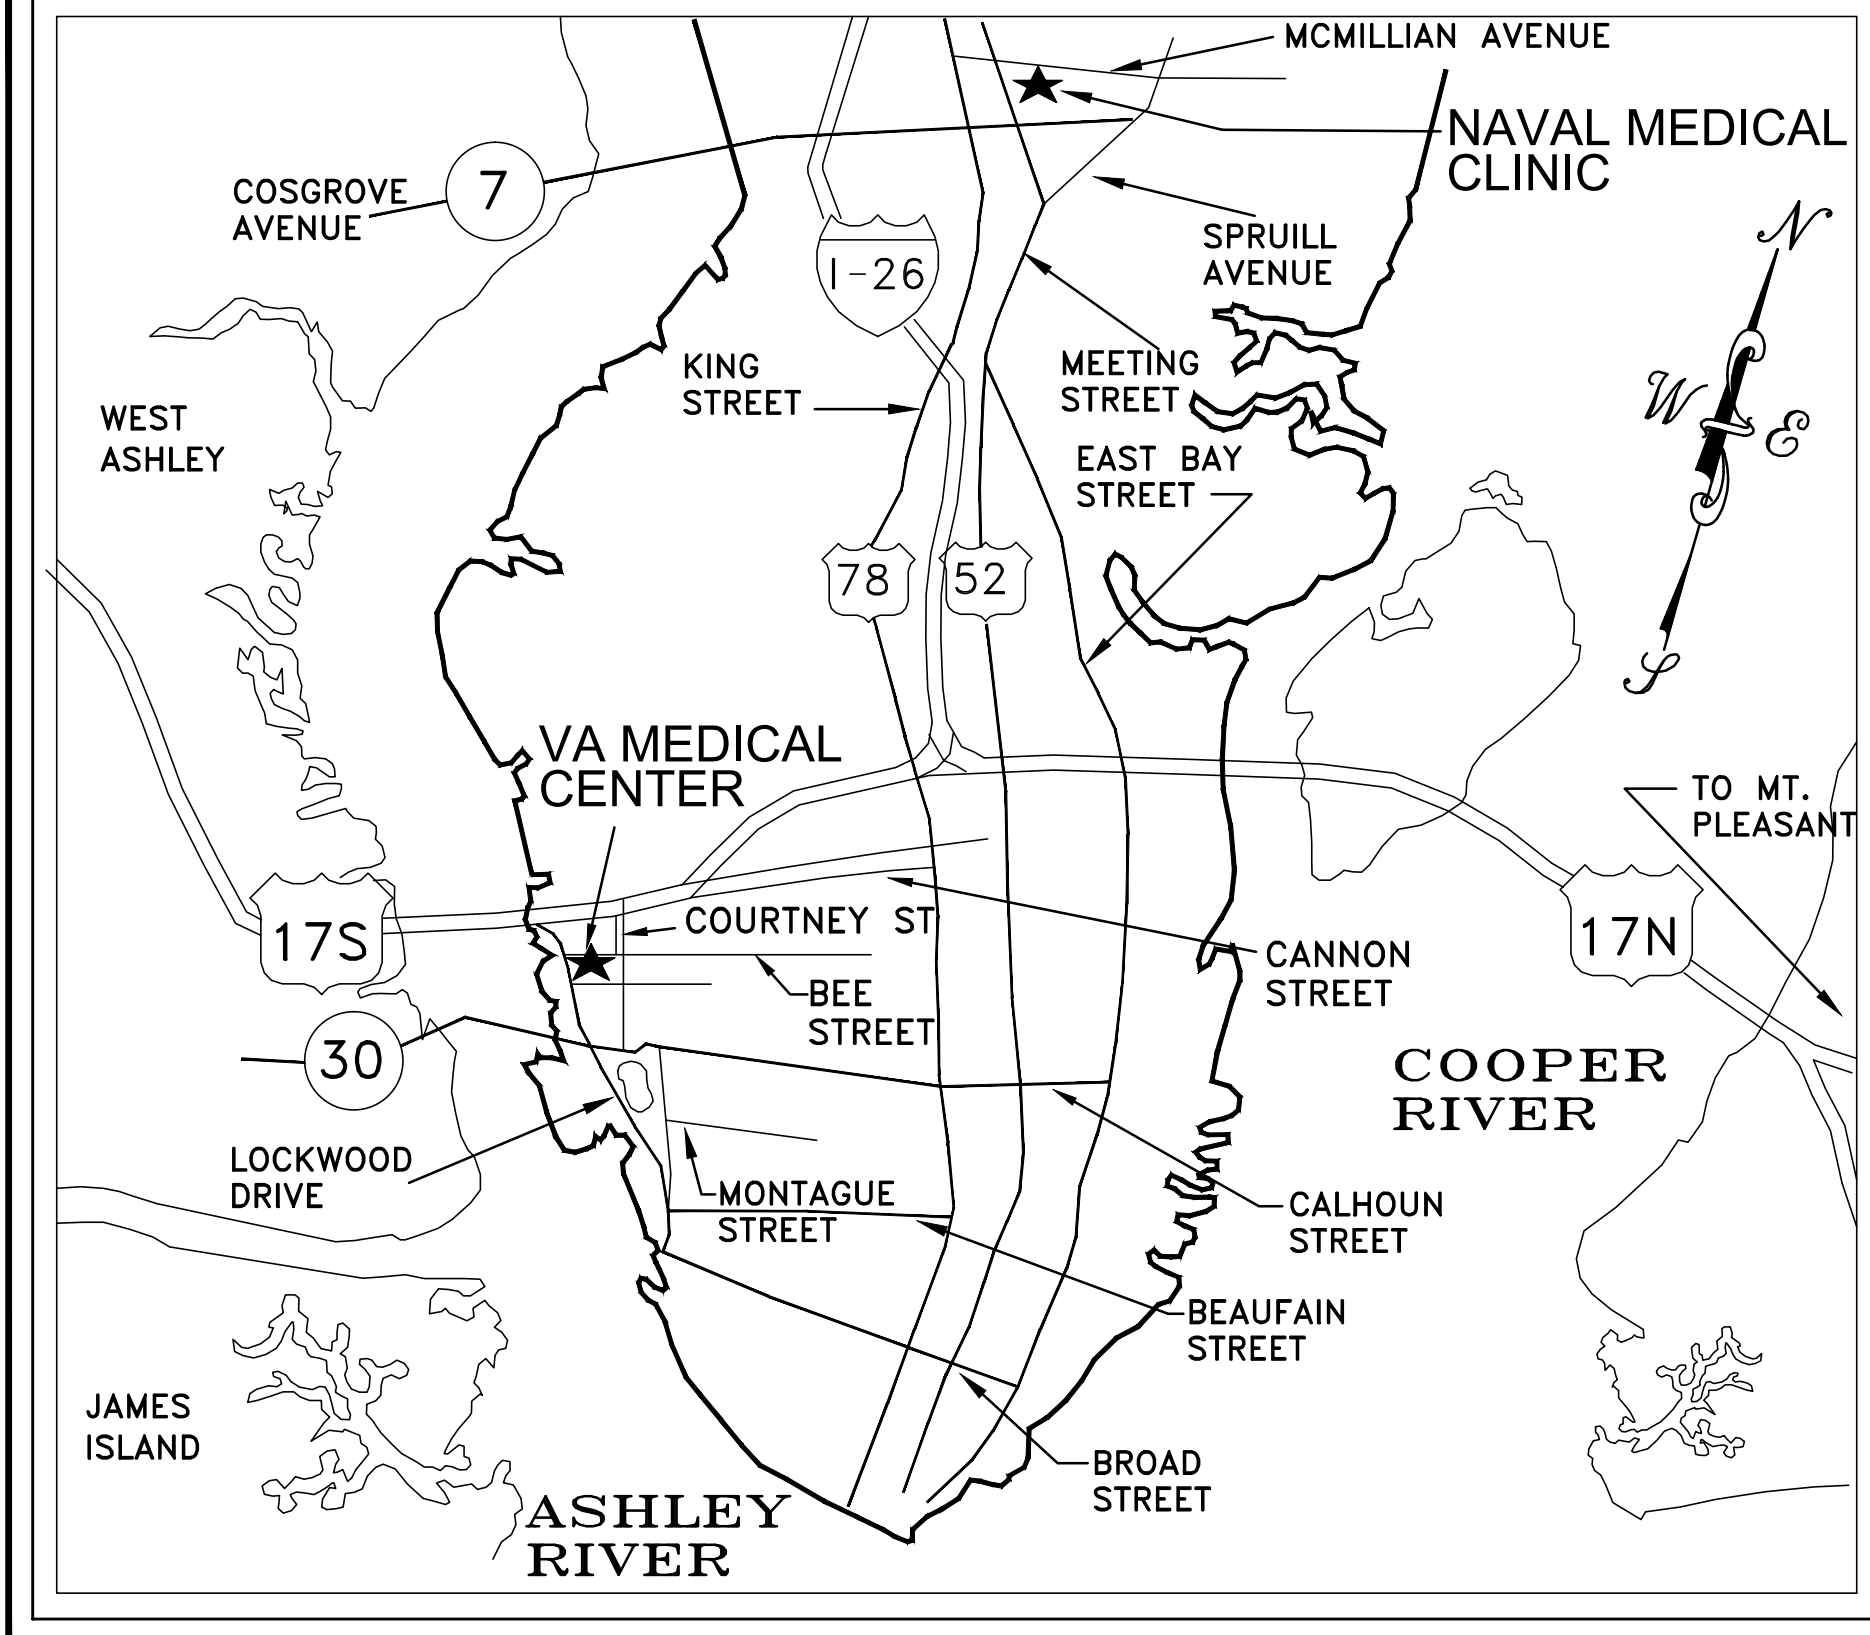 MCMILLIAN AVENUE
NAVAL MEDICAL
CLINIC
COSGROVE
AVENUE
7
N
SPRUILL
AVENUE
I-26
KING
STREET
MEETING
STREET
W
E
WEST
ASHLEY
EAST BAY
STREET
78
52
S
VA MEDICAL
CENTER
TO MT.
PLEASANT
17S
COURTNEY ST
17N
CANNON
STREET
BEE
STREET
30
COOPER
RIVER
LOCKWOOD
DRIVE
MONTAGUE
STREET
CALHOUN
STREET
BEAUFAIN
STREET
JAMES
ISLAND
BROAD
STREET
ASHLEY
RIVER